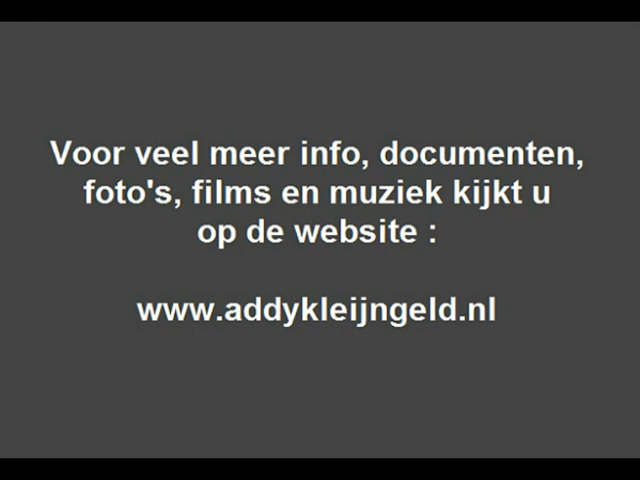 Voor veel meer info, documenten,
foto's, films en muziek kijkt u
op de website :
www.addykleijngeld.nl